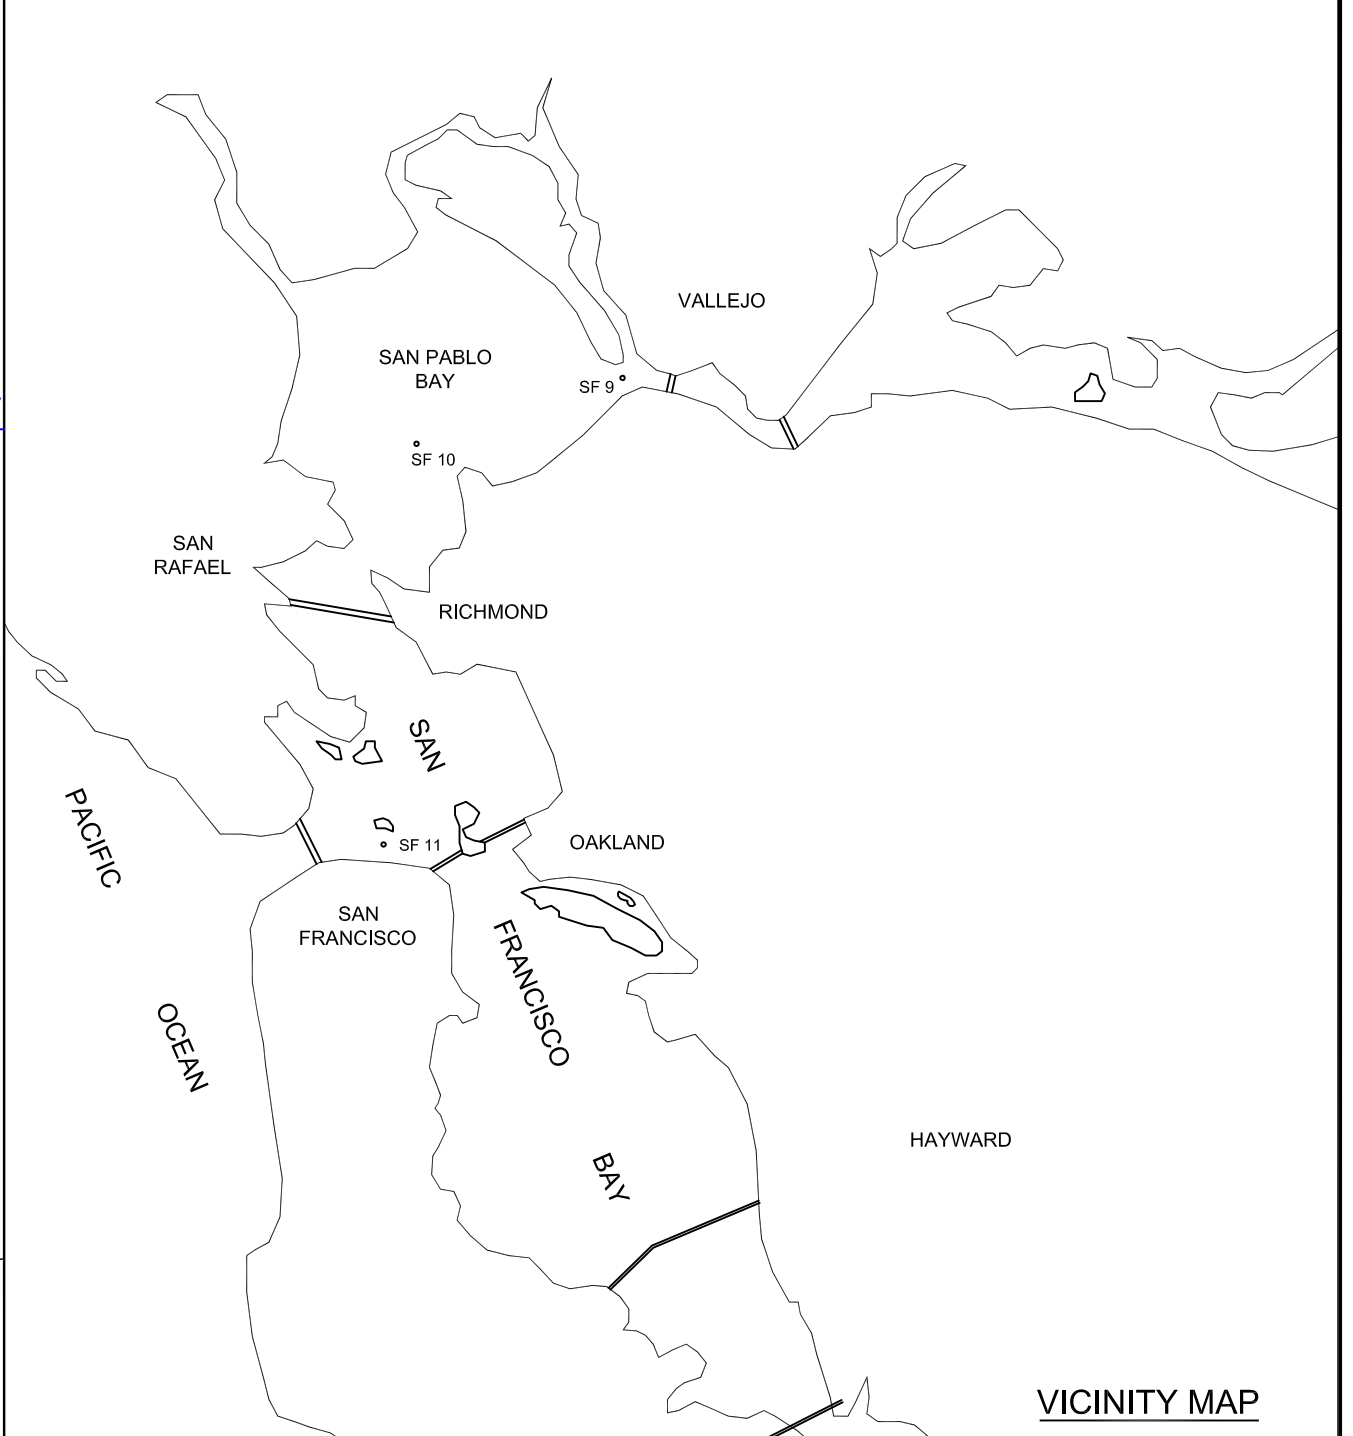 VALLEJO
SAN PABLO
BAY
SF 9
SF 10
SAN
RAFAEL
RICHMOND
SAN
PACIFIC
SF 11
OAKLAND
SAN
FRANCISCO
FRANCISCO
OCEAN
HAYWARD
BAY
VICINITY MAP